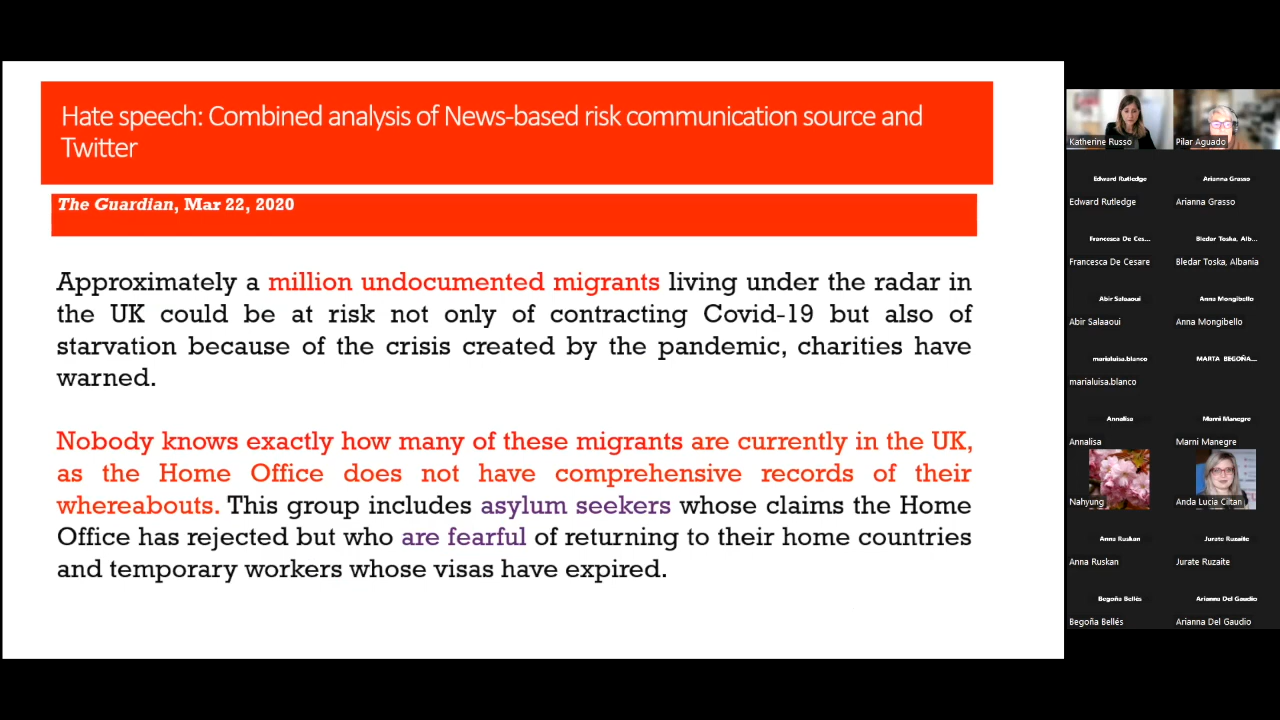 Hate speech: Combined analysis of News-based risk communication source and
Twitter
The Guardian, Mar 22, 2020
Approximately a million undocumented migrants living under the radar in
the UK could be at risk not only of contracting Covid-19 but also of
starvation because of the crisis created by the pandemic, charities have
warned.
Nobody knows exactly how many of these migrants are currently in the UK,
as the Home Office does not have comprehensive records of their
whereabouts. This group includes asylum seekers whose claims the Home
Office has rejected but who are fearful of returning to their home countries
and temporary workers whose visas have expired.
Katherine Russo
Pilar Aguado
Edward Rutledge
Arianna Grasso
Edward Rutledge
Arianna Grasso
Francesca De Ces...
Bledar Toska, Alb...
Francesca De Cesare
Bledar Toska, Albania
Abir Salaaoui
Anna Mongibello
Abir Salaaoui
Anna Mongibello
marialuisa.blanco
MARTA BEGOÑA...
marialuisa.blanco
Annalisa
Marni Manegre
Annalisa
Marni Manegre
Nahyung
Anda Lucia Ciltan
Anna Ruskan
Jurate Ruzaite
Anna Ruskan
Jurate Ruzaite
Begoña Bellés
Arianna Del Gaudio
Begoña Bellés
Arianna Del Gaudio